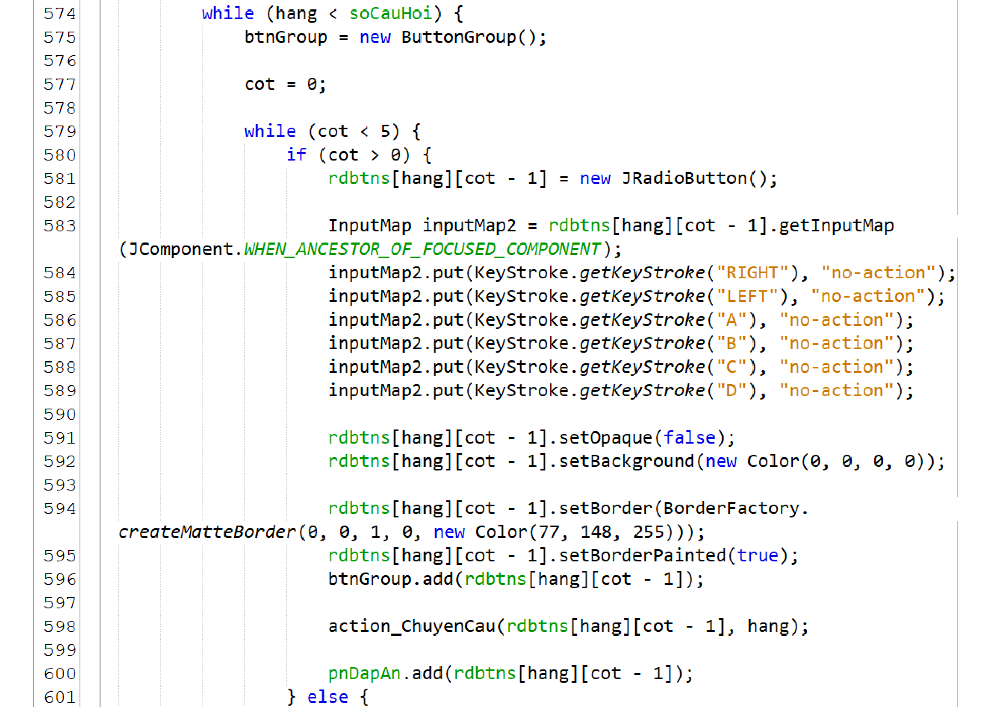 574 while (hang < soCauHoi) {
575 btnGroup = new ButtonGroup();
576
577 cot = 0;
578
579 while (cot < 5) {
580 if (cot > 0) {
581 rdbtns[hang][cot - 1] = new JRadioButton();
582
583 InputMap inputMap2 = rdbtns[hang][cot - 1].getInputMap
(JComponent.WHEN_ANCESTOR_OF_FOCUSED_COMPONENT);
584 inputMap2.put(KeyStroke.getKeyStroke("RIGHT"), "no-action");
585 inputMap2.put(KeyStroke.getKeyStroke("LEFT"), "no-action");
586 inputMap2.put(KeyStroke.getKeyStroke("A"), "no-action");
587 inputMap2.put(KeyStroke.getKeyStroke("B"), "no-action");
588 inputMap2.put(KeyStroke.getKeyStroke("C"), "no-action");
589 inputMap2.put(KeyStroke.getKeyStroke("D"), "no-action");
590
591 rdbtns[hang][cot - 1].setOpaque(false);
592 rdbtns[hang][cot - 1].setBackground(new Color(0, 0, 0, 0));
593
594 rdbtns[hang][cot - 1].setBorder(BorderFactory.
createMatteBorder(0, 0, 1, 0, new Color(77, 148, 255)));
595 rdbtns[hang][cot - 1].setBorderPainted(true);
596 btnGroup.add(rdbtns[hang][cot - 1]);
597
598 action_ChuyenCau(rdbtns[hang][cot - 1], hang);
599
600 pnDapAn.add(rdbtns[hang][cot - 1]);
601 } else {